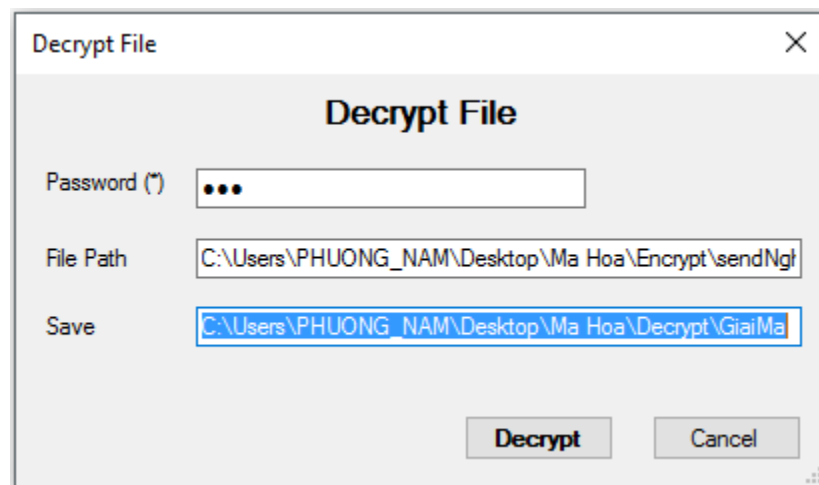 Decrypt File
Decrypt File
Password (*) •••
File Path C:\Users\PHUONG_NAM\Desktop\Ma Hoa\Encrypt\sendNgh
Save C:\Users\PHUONG_NAM\Desktop\Ma Hoa\Decrypt\GiaiMa
Decrypt Cancel